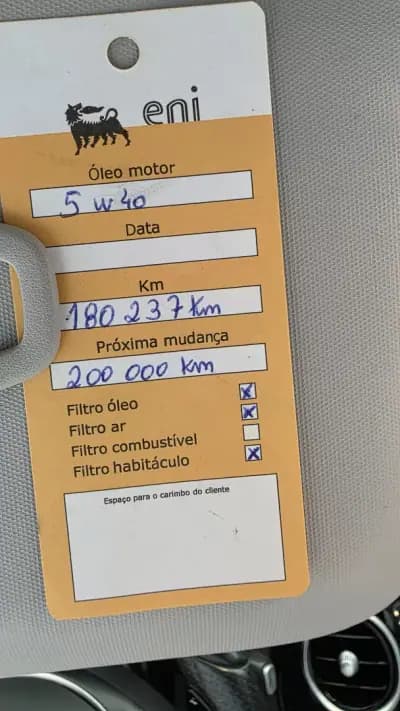 eni
Óleo motor
5 w 40
Data
Km
180 237 Km
Próxima mudança
200 000 km
Filtro óleo
Filtro ar
Filtro combustível
Filtro habitáculo
Espaço para o carimbo do cliente